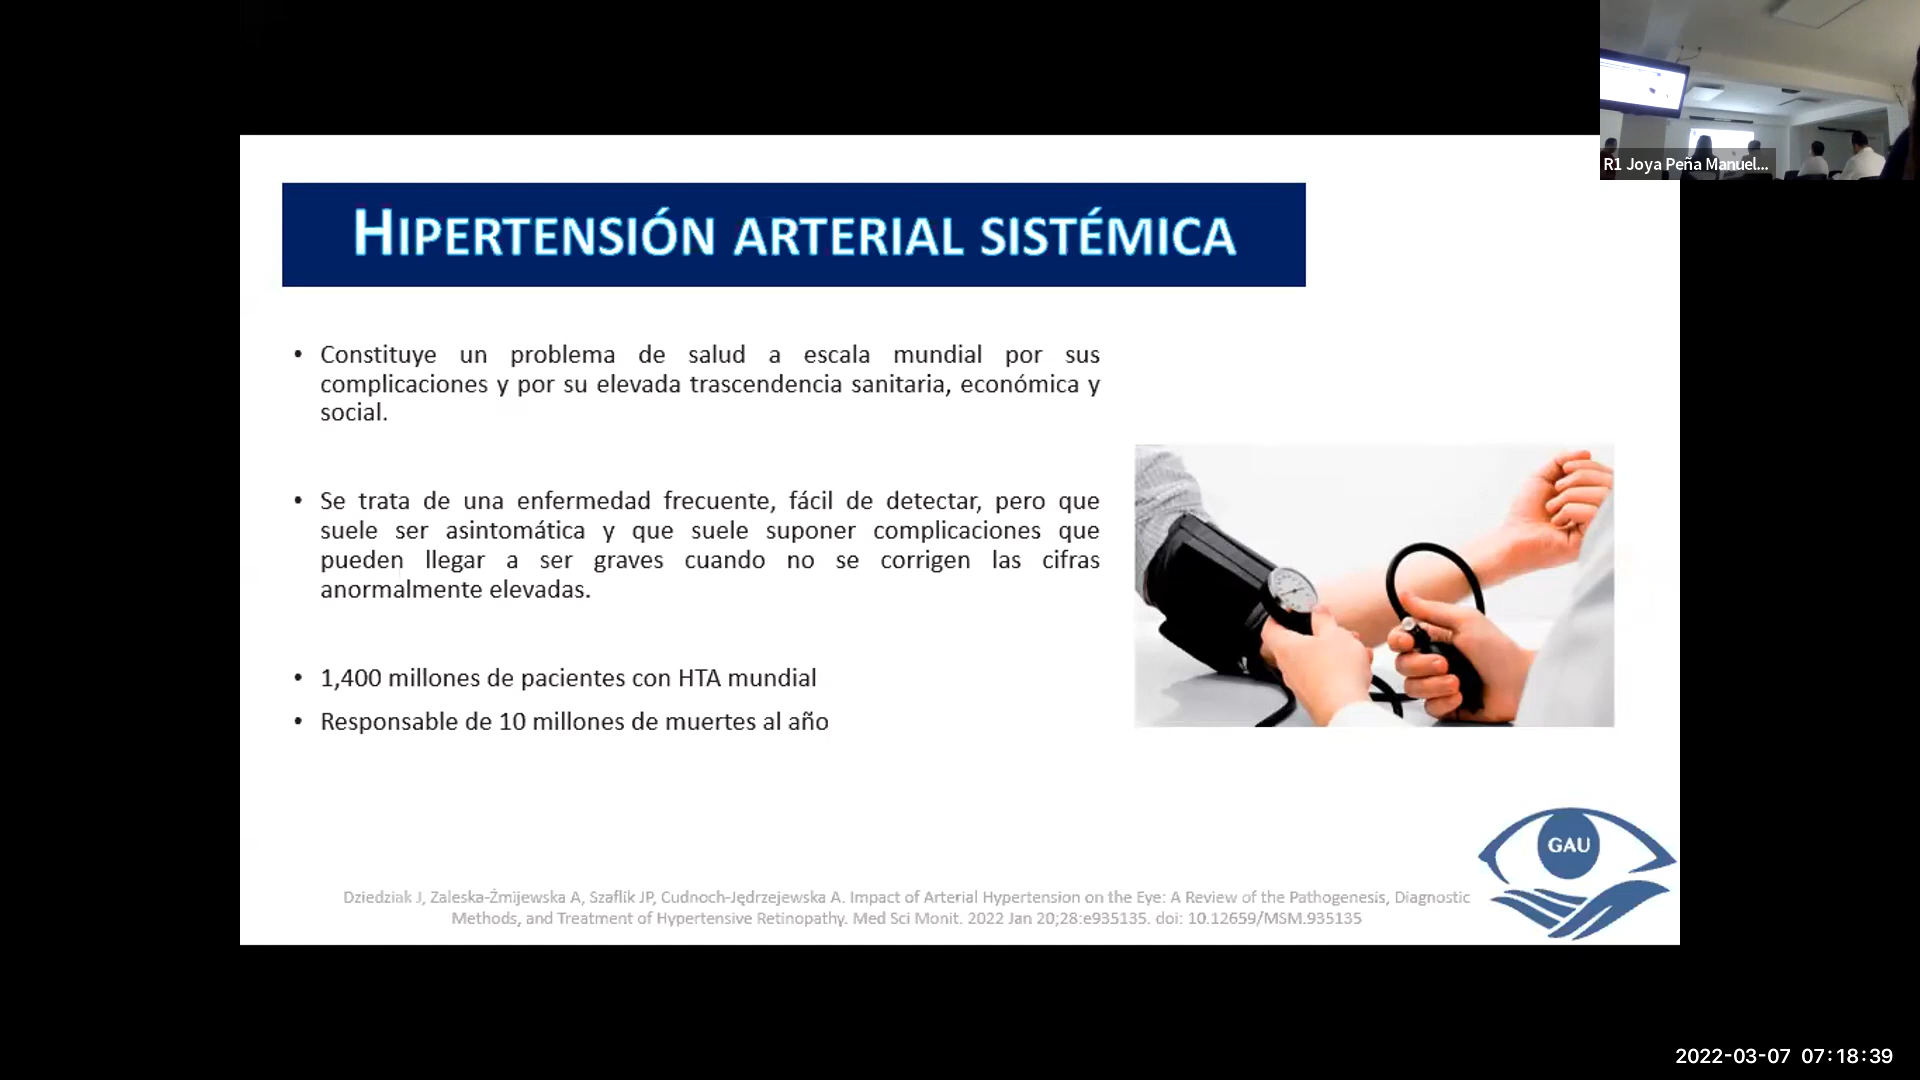 R1 Joya Peña Manuel...
HIPERTENSIÓN ARTERIAL SISTÉMICA
• Constituye un problema de salud a escala mundial por sus
complicaciones y por su elevada trascendencia sanitaria, económica y
social.
• Se trata de una enfermedad frecuente, fácil de detectar, pero que
suele ser asintomática y que suele suponer complicaciones que
pueden llegar a ser graves cuando no se corrigen las cifras
anormalmente elevadas.
• 1,400 millones de pacientes con HTA mundial
• Responsable de 10 millones de muertes al año
GAU
Dziedziak J, Zaleska-Żmijewska A, Szaflik JP, Cudnoch-Jędrzejewska A. Impact of Arterial Hypertension on the Eye: A Review of the Pathogenesis, Diagnostic
Methods, and Treatment of Hypertensive Retinopathy. Med Sci Monit. 2022 Jan 20;28:e935135. doi: 10.12659/MSM.935135
2022-03-07 07:18:39